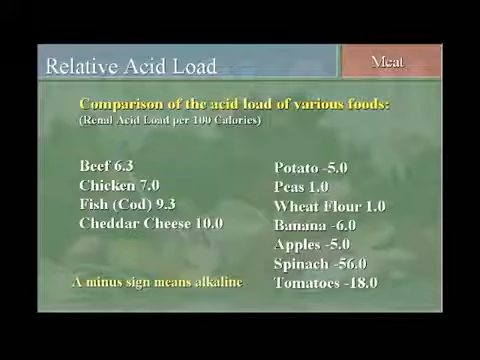 Relative Acid Load
Meat
Comparison of the acid load of various foods:
(Renal Acid Load per 100 Calories)
Beef 6.3
Chicken 7.0
Fish (Cod) 9.3
Cheddar Cheese 10.0
Potato -5.0
Peas 1.0
Wheat Flour 1.0
Banana -6.0
Apples -5.0
Spinach -56.0
Tomatoes -18.0
A minus sign means alkaline